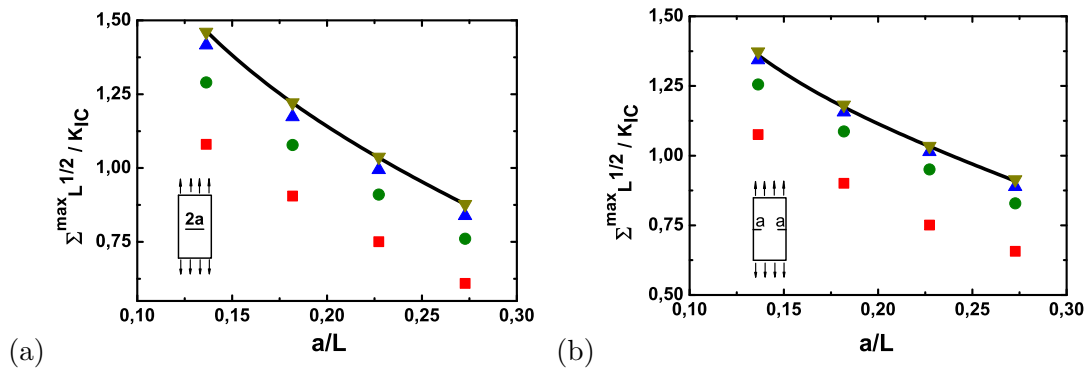 1,50
1,25
1,00
0,75
Σ^max L^1/2 / K_IC
2a
0,10 0,15 0,20 0,25 0,30
a/L
(a)
1,50
1,25
1,00
0,75
0,50
Σ^max L^1/2 / K_IC
a a
0,10 0,15 0,20 0,25 0,30
a/L
(b)